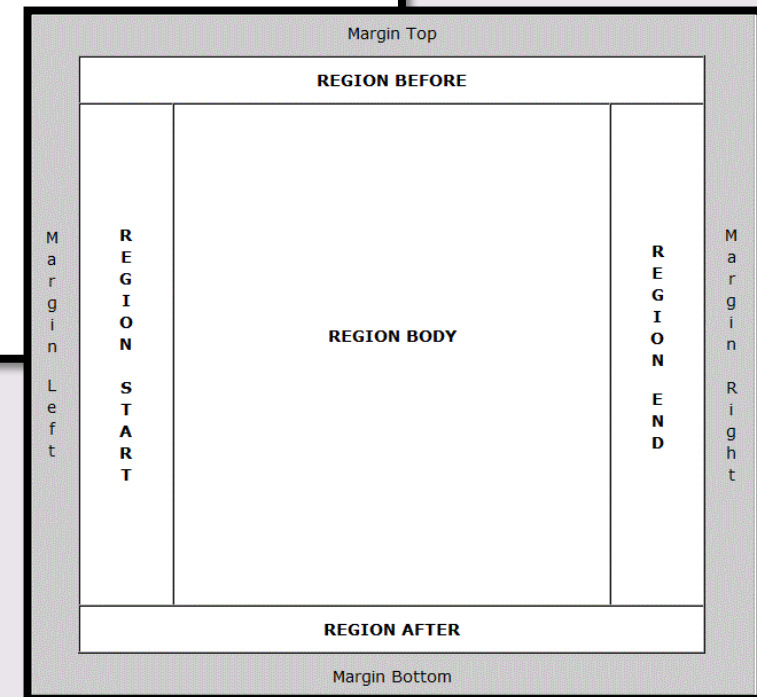 Margin Top
REGION BEFORE
Margin Left
REGION START
REGION BODY
REGION END
Margin Right
REGION AFTER
Margin Bottom